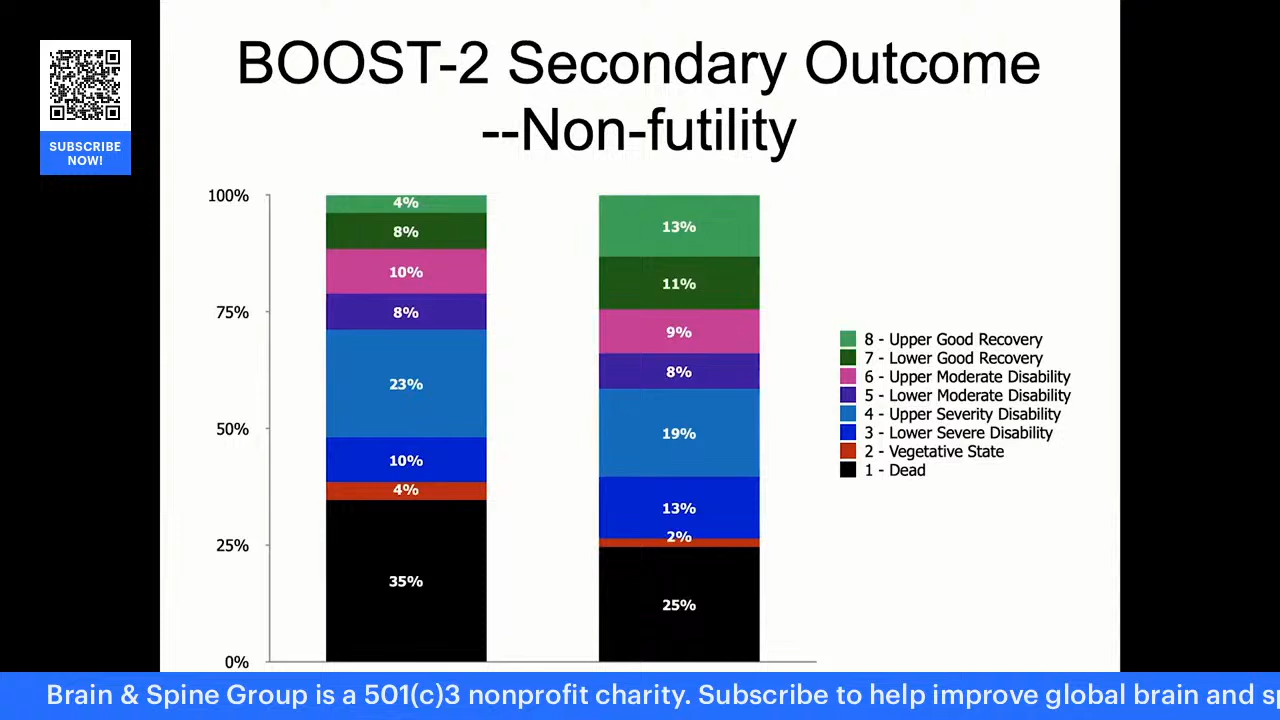 BOOST-2 Secondary Outcome
--Non-futility
SUBSCRIBE
NOW!
100%
75%
50%
25%
0%
4%
8%
10%
8%
23%
10%
4%
35%
13%
11%
9%
8%
19%
13%
2%
25%
8 - Upper Good Recovery
7 - Lower Good Recovery
6 - Upper Moderate Disability
5 - Lower Moderate Disability
4 - Upper Severity Disability
3 - Lower Severe Disability
2 - Vegetative State
1 - Dead
Brain & Spine Group is a 501(c)3 nonprofit charity. Subscribe to help improve global brain and sp